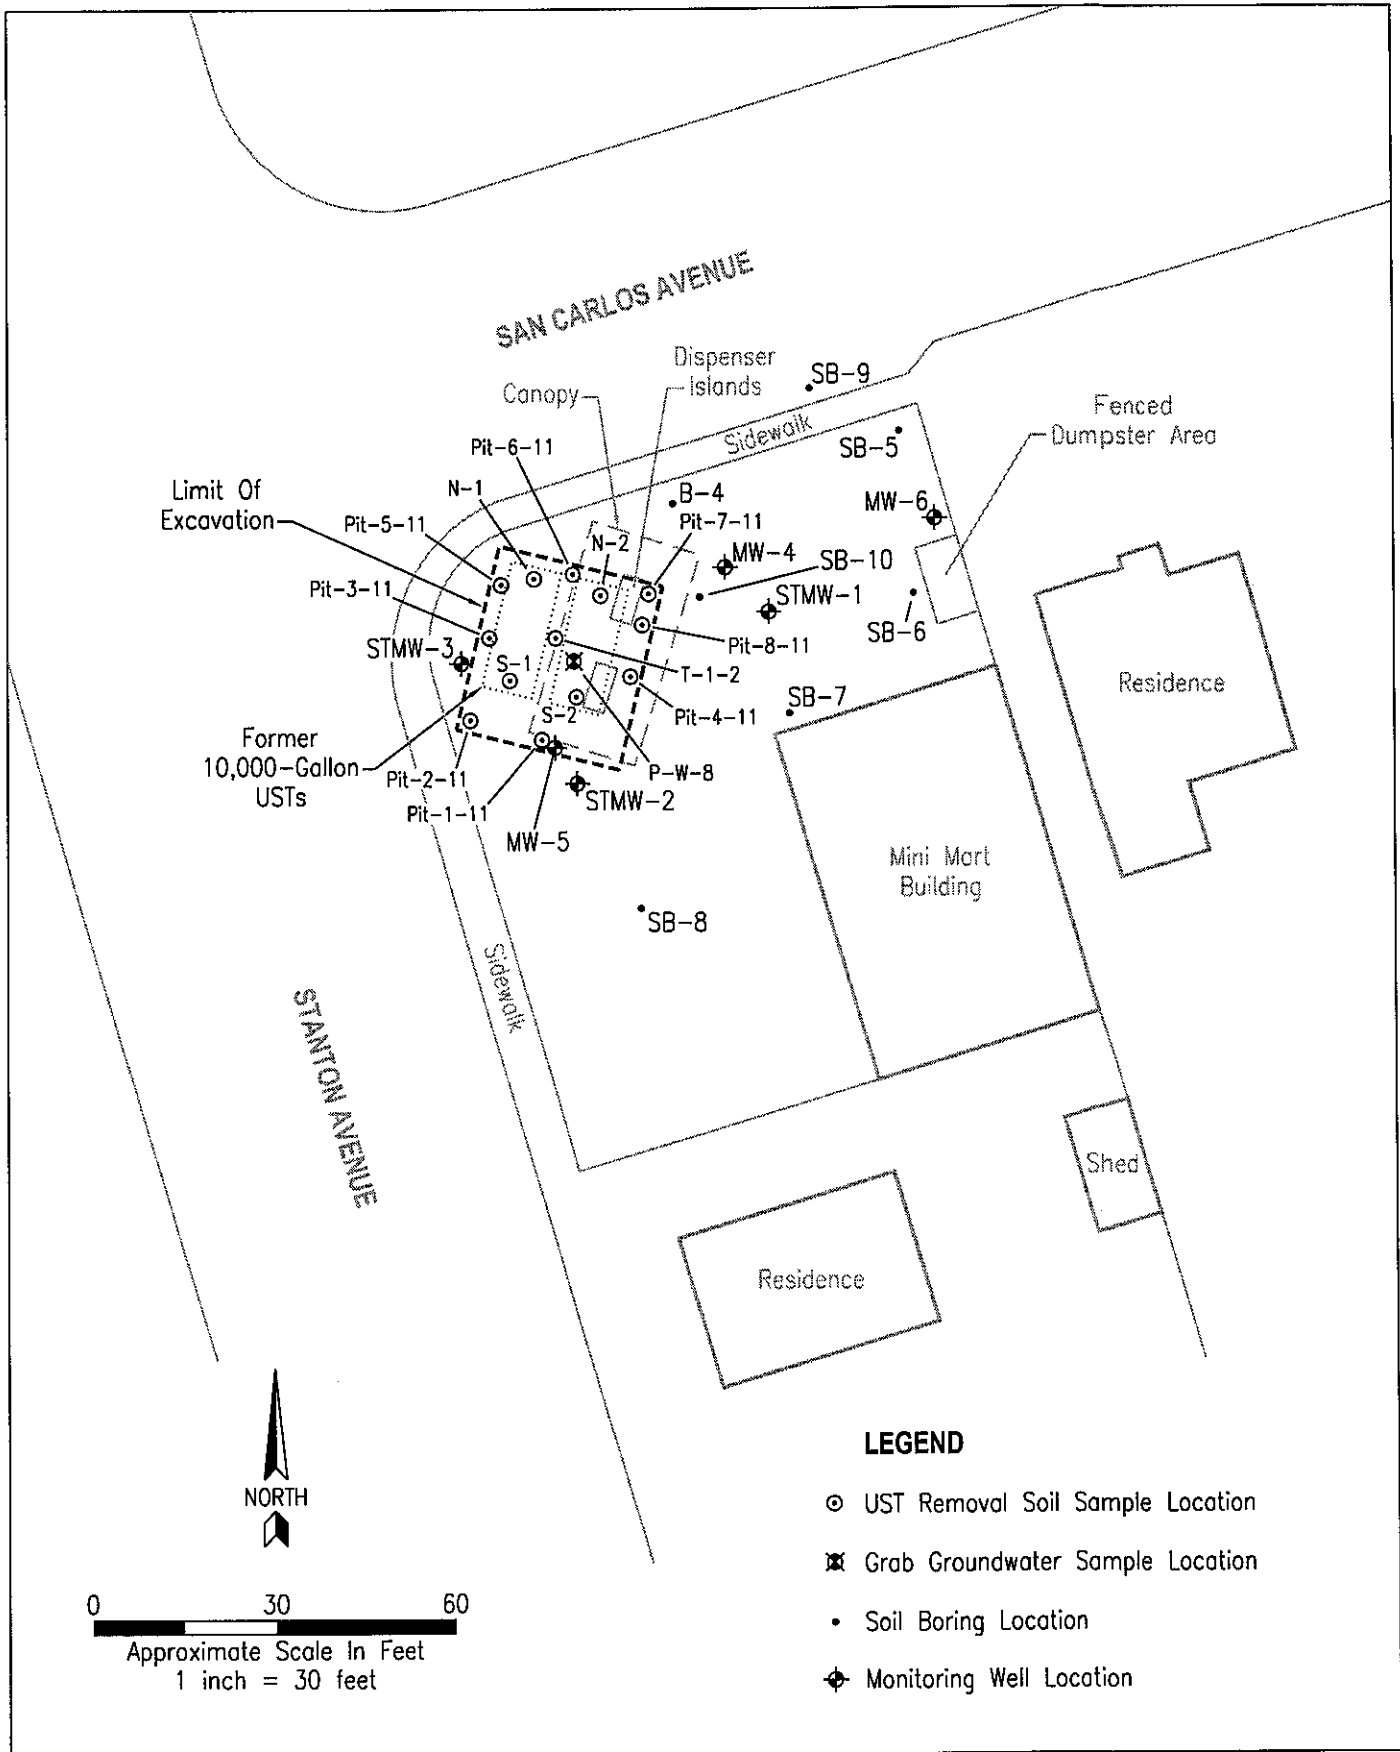 SAN CARLOS AVENUE
Dispenser
Islands
Canopy
SB-9
Sidewalk
Fenced
Dumpster Area
SB-5
Pit-6-11
N-1
Limit Of
Excavation
B-4
MW-6
Pit-5-11
Pit-7-11
N-2
MW-4
SB-10
Pit-3-11
STMW-1
SB-6
STMW-3
Pit-8-11
S-1
T-1-2
Residence
SB-7
S-2
Pit-4-11
Former
10,000-Gallon
USTs
Pit-2-11
P-W-8
Pit-1-11
STMW-2
MW-5
Mini Mart
Building
SB-8
Sidewalk
STANTON AVENUE
Shed
Residence
NORTH
LEGEND
UST Removal Soil Sample Location
Grab Groundwater Sample Location
Soil Boring Location
Monitoring Well Location
0 30 60
Approximate Scale In Feet
1 inch = 30 feet